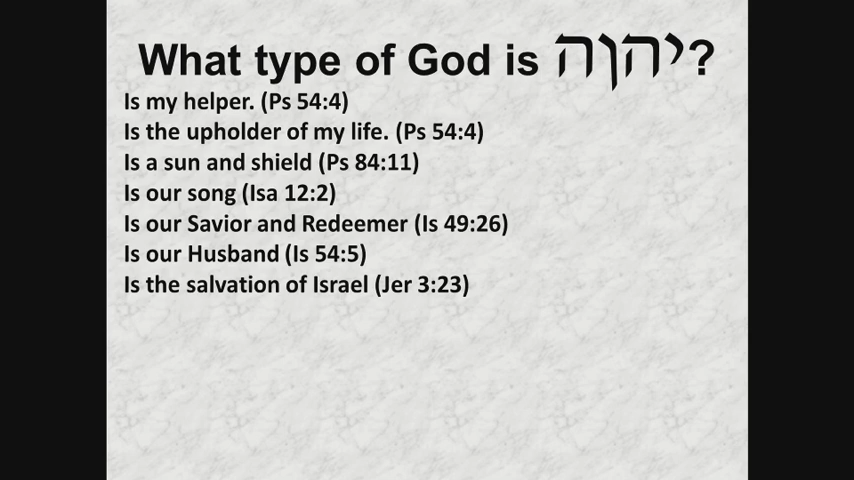 What type of God is יהוה?
Is my helper. (Ps 54:4)
Is the upholder of my life. (Ps 54:4)
Is a sun and shield (Ps 84:11)
Is our song (Isa 12:2)
Is our Savior and Redeemer (Is 49:26)
Is our Husband (Is 54:5)
Is the salvation of Israel (Jer 3:23)